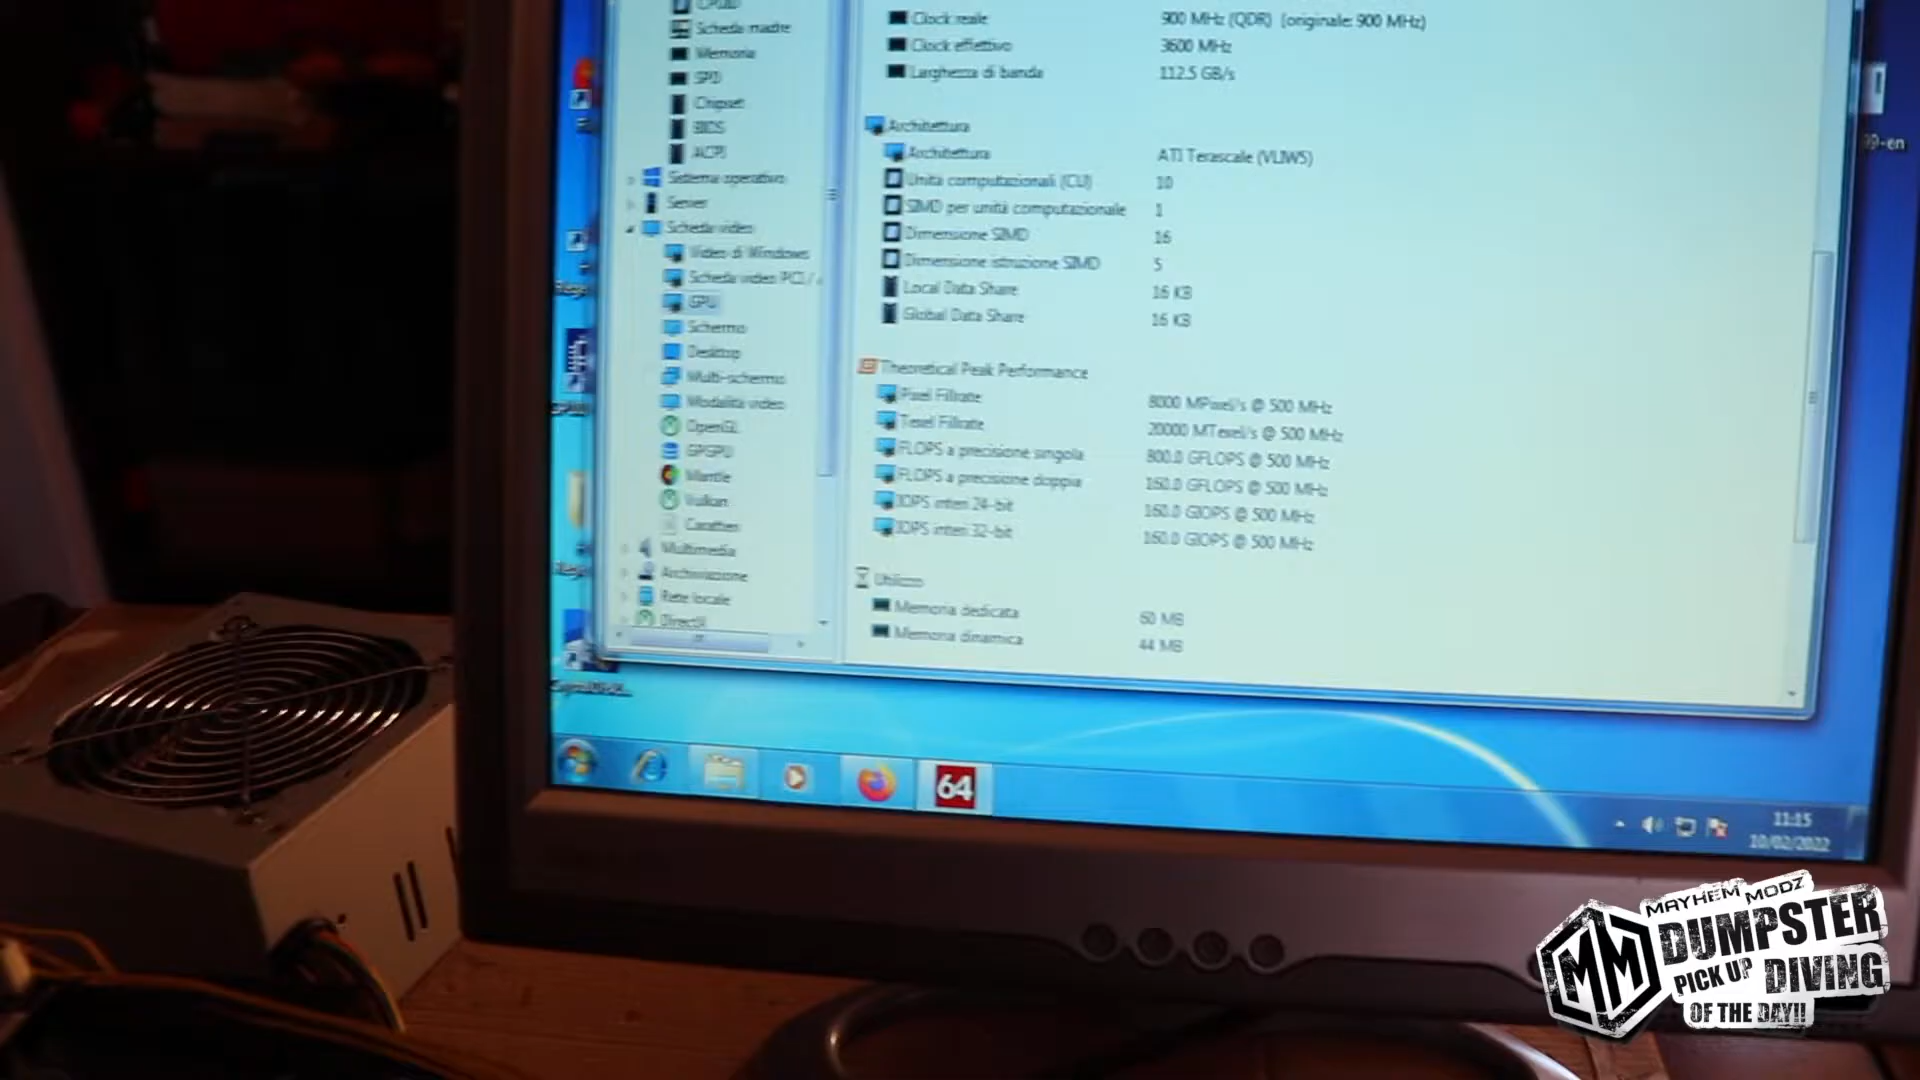 CPUID
Scheda madre
Memoria
SPD
Chipset
BIOS
ACPI
Sistema operativo
Server
Scheda video
Video di Windows
Scheda video PCI /
GPU
Schermo
Desktop
Multi-schermo
Modalità video
OpenGL
GPGPU
Mantle
Vulkan
Caratteri
Multimedia
Archiviazione
Rete locale
DirectX
Clock reale 900 MHz (QDR) (originale: 900 MHz)
Clock effettivo 3600 MHz
Larghezza di banda 112.5 GB/s
Architettura
Architettura ATI Terascale (VLIW5)
Unità computazionali (CU) 10
SIMD per unità computazionale 1
Dimensione SIMD 16
Dimensione istruzione SIMD 5
Local Data Share 16 KB
Global Data Share 16 KB
Theoretical Peak Performance
Pixel Fillrate 8000 MPixel/s @ 500 MHz
Texel Fillrate 20000 MTexel/s @ 500 MHz
FLOPS a precisione singola 800.0 GFLOPS @ 500 MHz
FLOPS a precisione doppia 160.0 GFLOPS @ 500 MHz
IOPS interi 24-bit 160.0 GIOPS @ 500 MHz
IOPS interi 32-bit 160.0 GIOPS @ 500 MHz
Utilizzo
Memoria dedicata 60 MB
Memoria dinamica 44 MB
64
11:15
10/02/2022
MAYHEM MODZ
MM
DUMPSTER
PICK UP DIVING
OF THE DAY!!